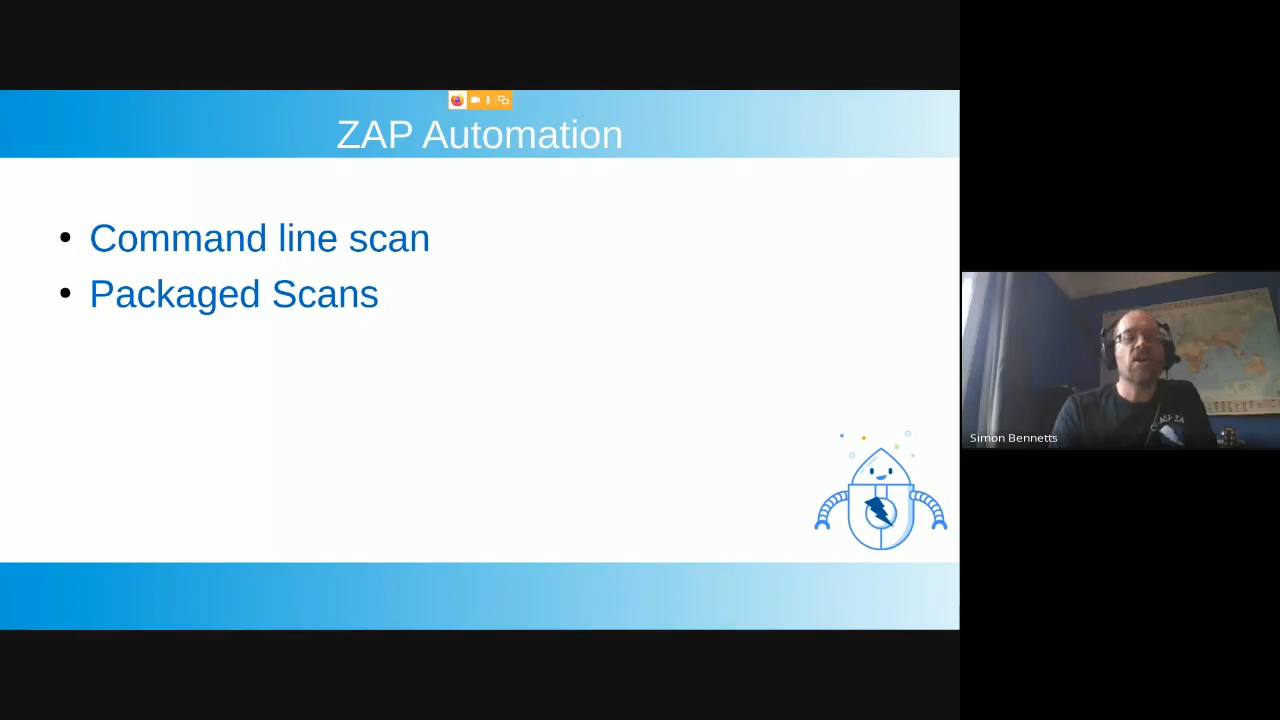 ZAP Automation
• Command line scan
• Packaged Scans
Simon Bennetts